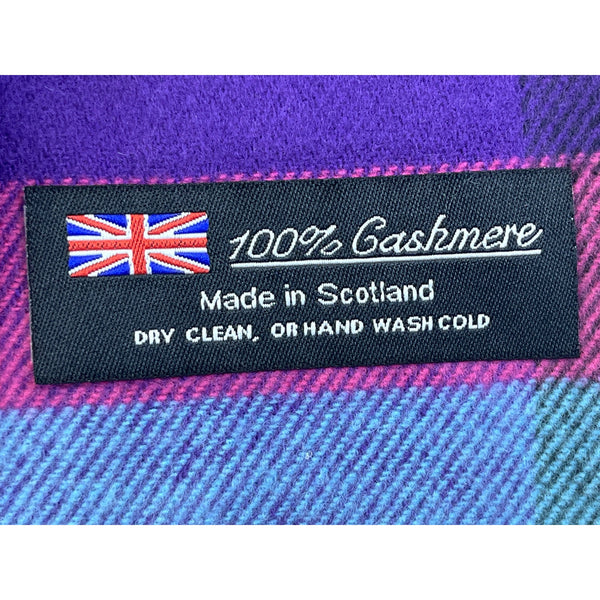 100% Cashmere
Made in Scotland
DRY CLEAN, OR HAND WASH COLD